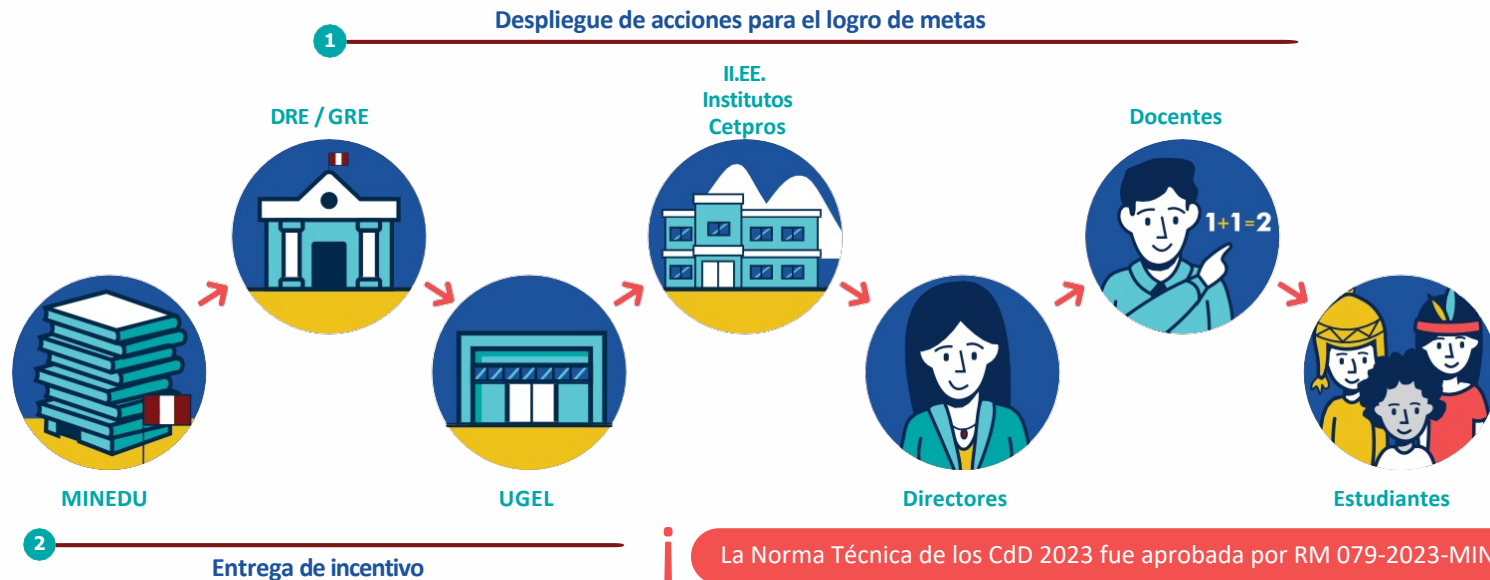 Despliegue de acciones para el logro de metas
1
II.EE.
Institutos
Cetpros
DRE / GRE
Docentes
1+1=2
MINEDU
UGEL
Directores
Estudiantes
2
Entrega de incentivo
¡
La Norma Técnica de los CdD 2023 fue aprobada por RM 079-2023-MIN